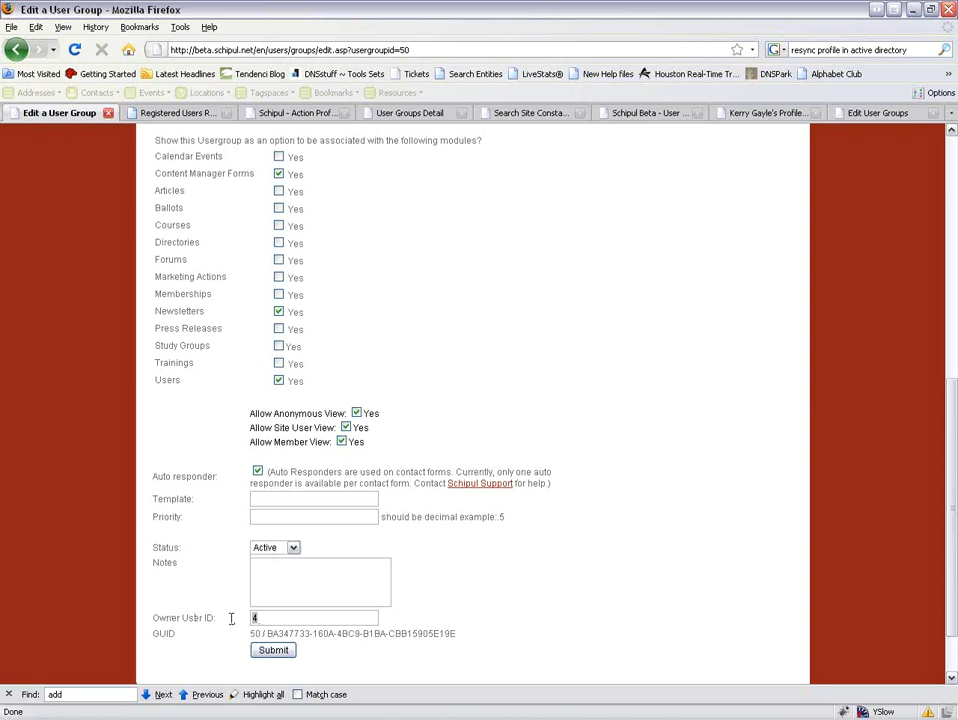 Edit a User Group - Mozilla Firefox
File Edit View History Bookmarks Tools Help
http://beta.schipul.net/en/users/groups/edit.asp?usergroupid=50
resync profile in active directory
Most Visited Getting Started Latest Headlines Tendenci Blog DNSstuff ~ Tools Sets Tickets Search Entities LiveStats® New Help files Houston Real-Time Tr... DNSPark Alphabet Club »
Addresses Contacts Events Locations Tagspaces Bookmarks Resources Options
Edit a User Group Registered Users R... Schipul - Action Prof... User Groups Detail Search Site Consta... Schipul Beta - User ... Kerry Gayle's Profile... Edit User Groups
Show this Usergroup as an option to be associated with the following modules?
Calendar Events Yes
Content Manager Forms Yes
Articles Yes
Ballots Yes
Courses Yes
Directories Yes
Forums Yes
Marketing Actions Yes
Memberships Yes
Newsletters Yes
Press Releases Yes
Study Groups Yes
Trainings Yes
Users Yes
Allow Anonymous View: Yes
Allow Site User View: Yes
Allow Member View: Yes
Auto responder: (Auto Responders are used on contact forms. Currently, only one auto
responder is available per contact form. Contact Schipul Support for help.)
Template:
Priority: should be decimal example:.5
Status: Active
Notes
Owner User ID: 4
GUID 50 / BA347733-160A-4BC9-B1BA-CBB15905E19E
Submit
Find: add Next Previous Highlight all Match case
Done YSlow